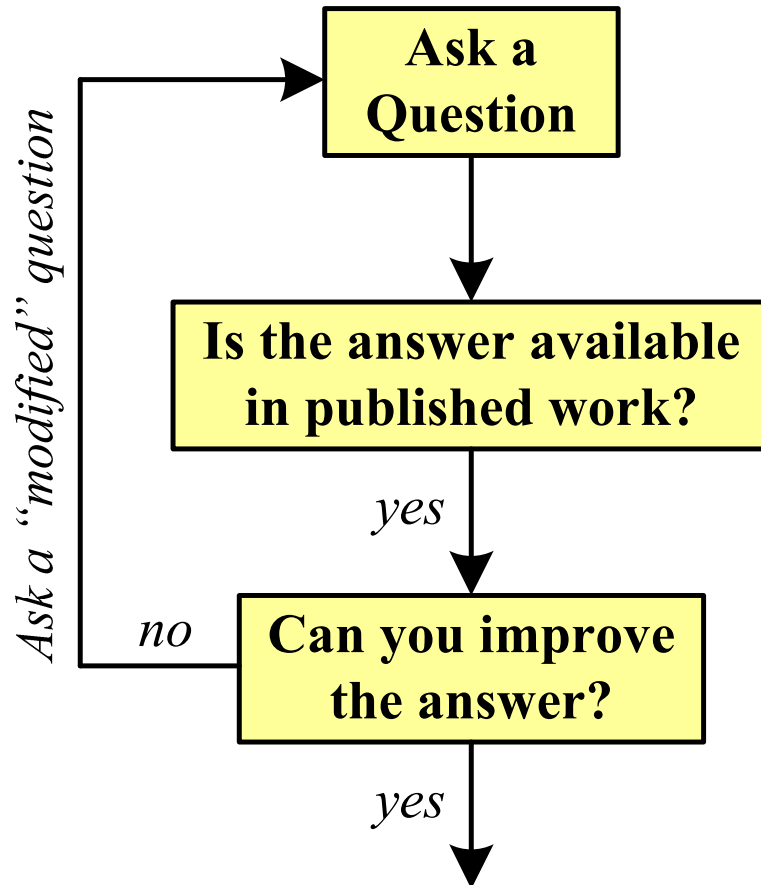 Ask a
Question
Is the answer available
in published work?
yes
Can you improve
the answer?
no
Ask a “modified” question
yes